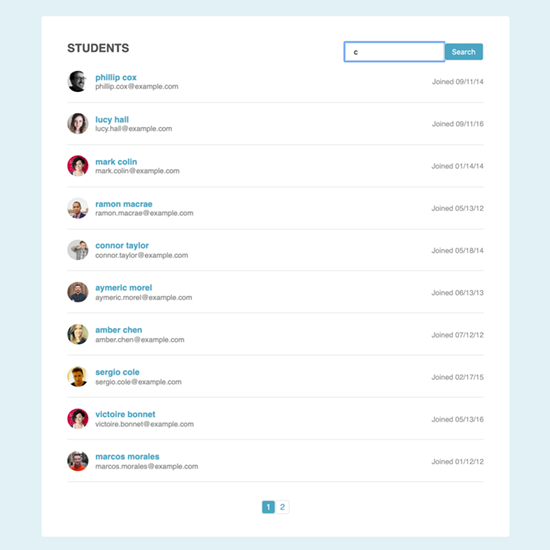 STUDENTS
c
Search
phillip cox
phillip.cox@example.com
Joined 09/11/14
lucy hall
lucy.hall@example.com
Joined 09/11/16
mark colin
mark.colin@example.com
Joined 01/14/14
ramon macrae
ramon.macrae@example.com
Joined 05/13/12
connor taylor
connor.taylor@example.com
Joined 05/18/14
aymeric morel
aymeric.morel@example.com
Joined 06/13/13
amber chen
amber.chen@example.com
Joined 07/12/12
sergio cole
sergio.cole@example.com
Joined 02/17/15
victoire bonnet
victoire.bonnet@example.com
Joined 05/13/16
marcos morales
marcos.morales@example.com
Joined 01/12/12
1 2